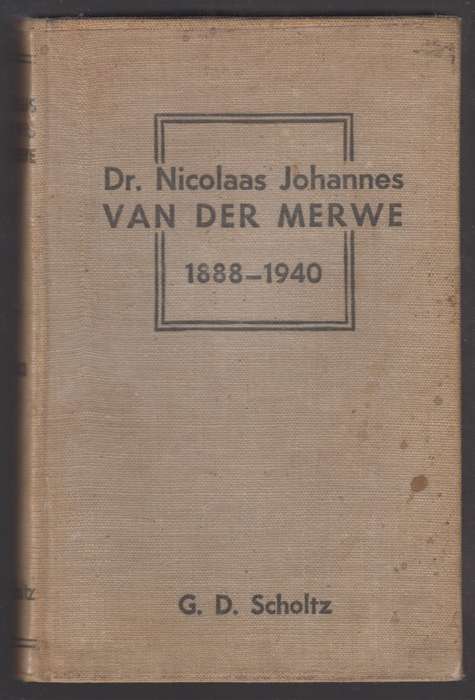 Dr. Nicolaas Johannes
VAN DER MERWE
1888–1940
G. D. Scholtz